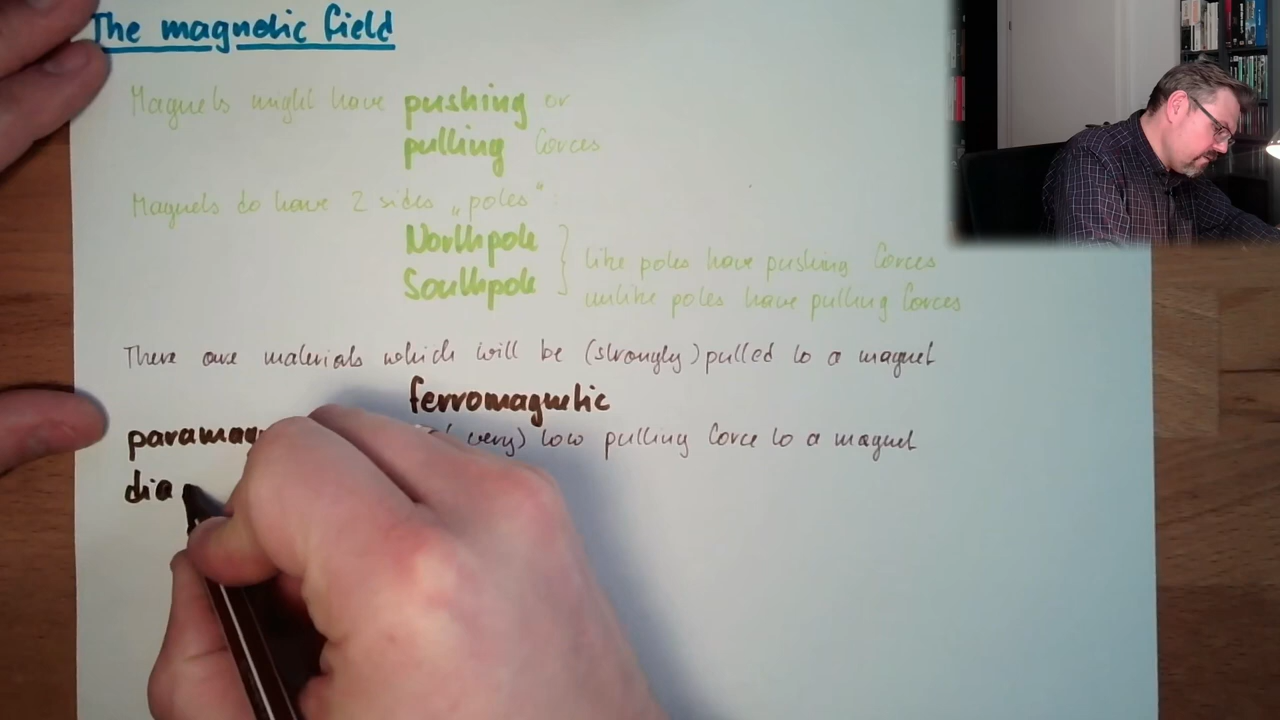 The magnetic field
Magnets might have pushing or
pulling forces
Magnets do have 2 sides „poles“:
Northpole
Southpole
like poles have pushing forces
unlike poles have pulling forces
There are materials which will be (strongly) pulled to a magnet
ferromagnetic
paramag very) low pulling force to a magnet
dia